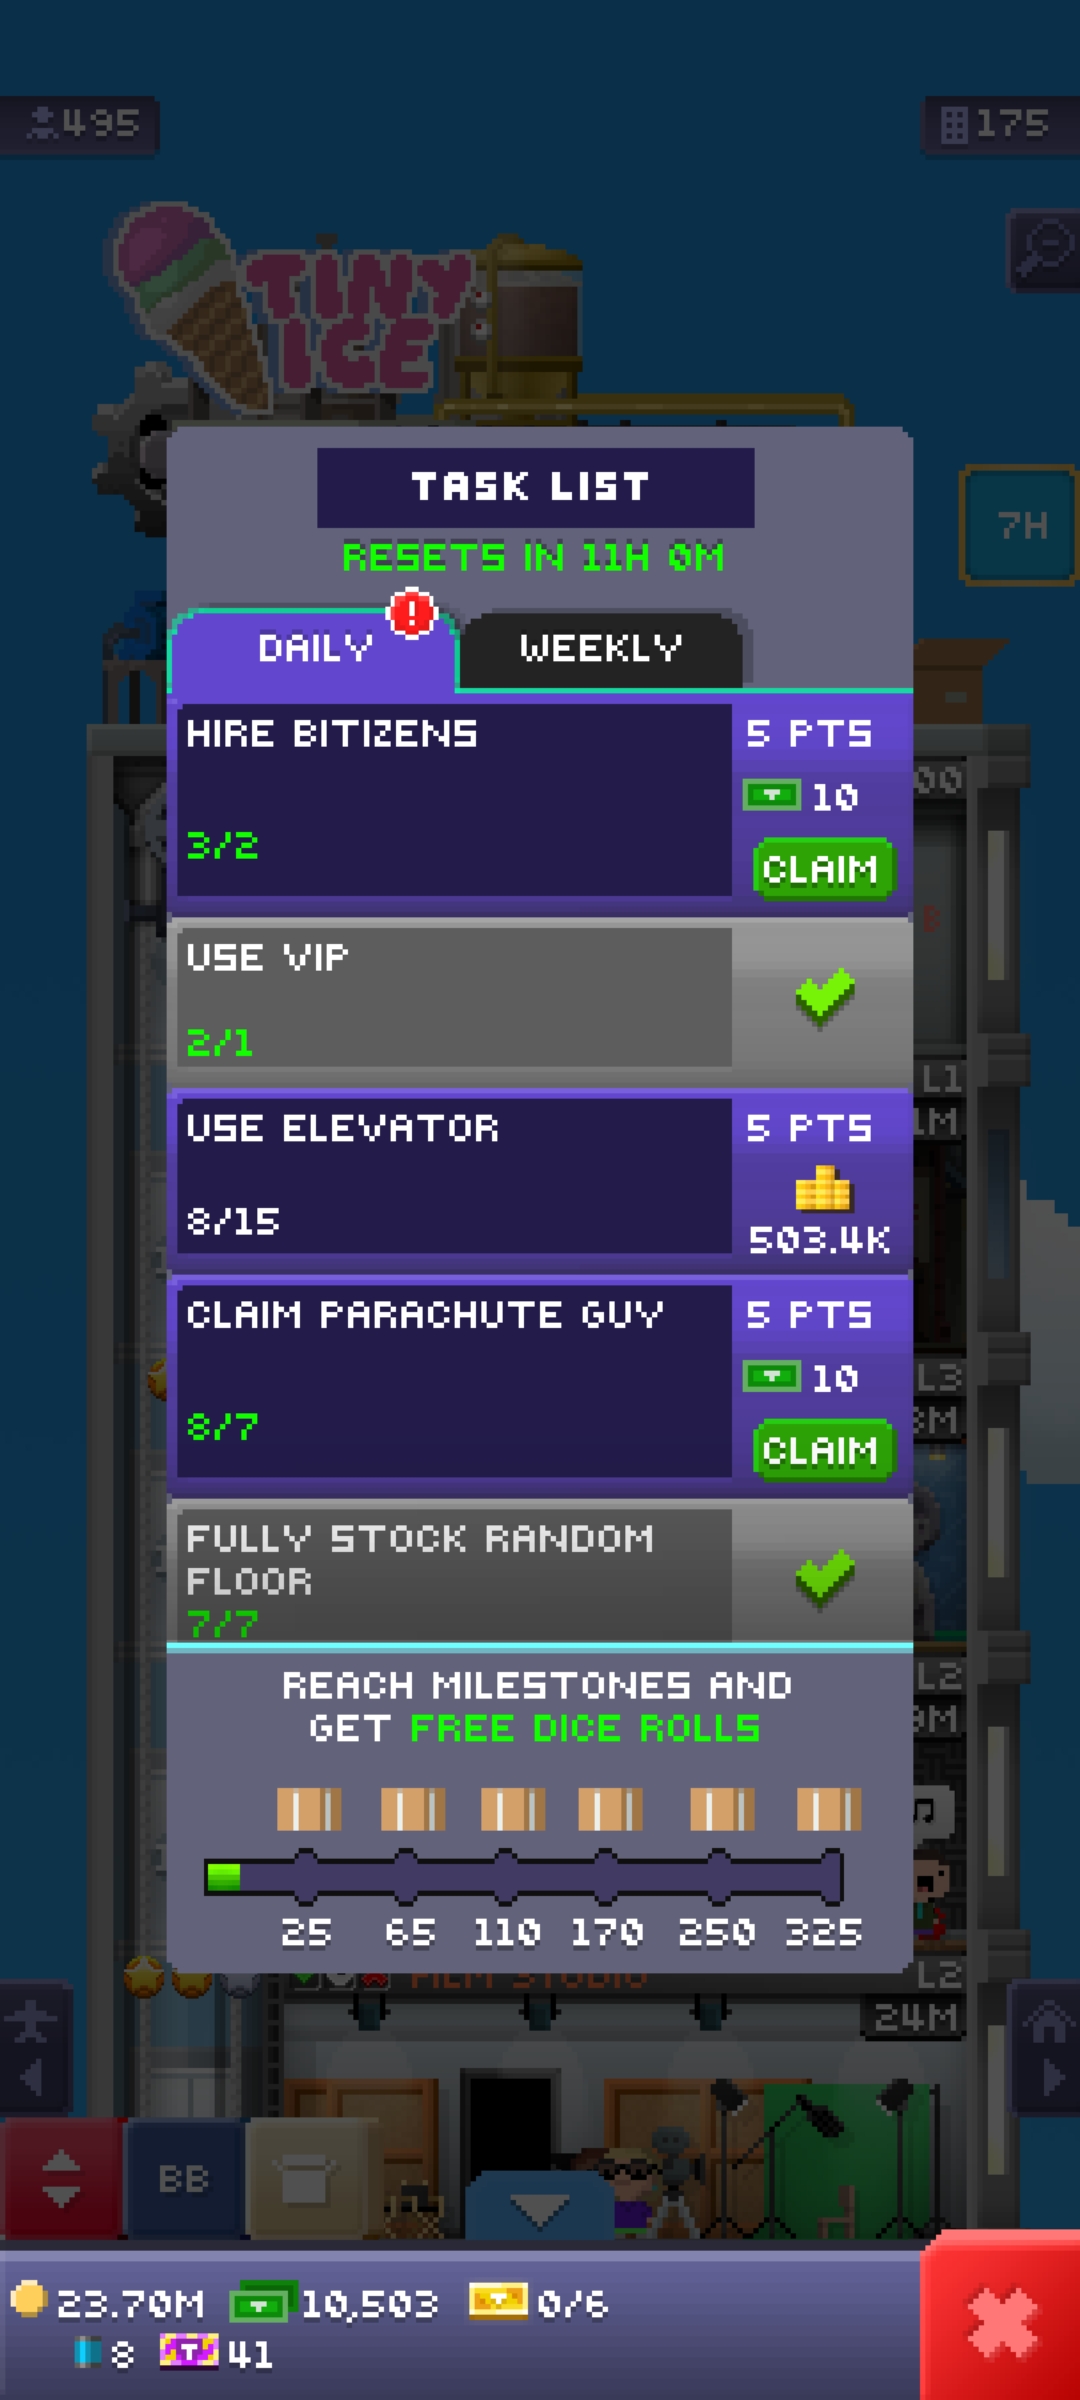 495
175
TINY
ICE
TASK LIST
RESETS IN 11H 0M
7H
!
DAILY
WEEKLY
HIRE BITIZENS
5 PTS
10
3/2
CLAIM
USE VIP
2/1
USE ELEVATOR
5 PTS
8/15
503.4K
CLAIM PARACHUTE GUY
5 PTS
10
8/7
CLAIM
FULLY STOCK RANDOM
FLOOR
7/7
REACH MILESTONES AND
GET FREE DICE ROLLS
25 65 110 170 250 325
FILM STUDIO
L2
24M
BB
23.70M 10,503 0/6
8 41